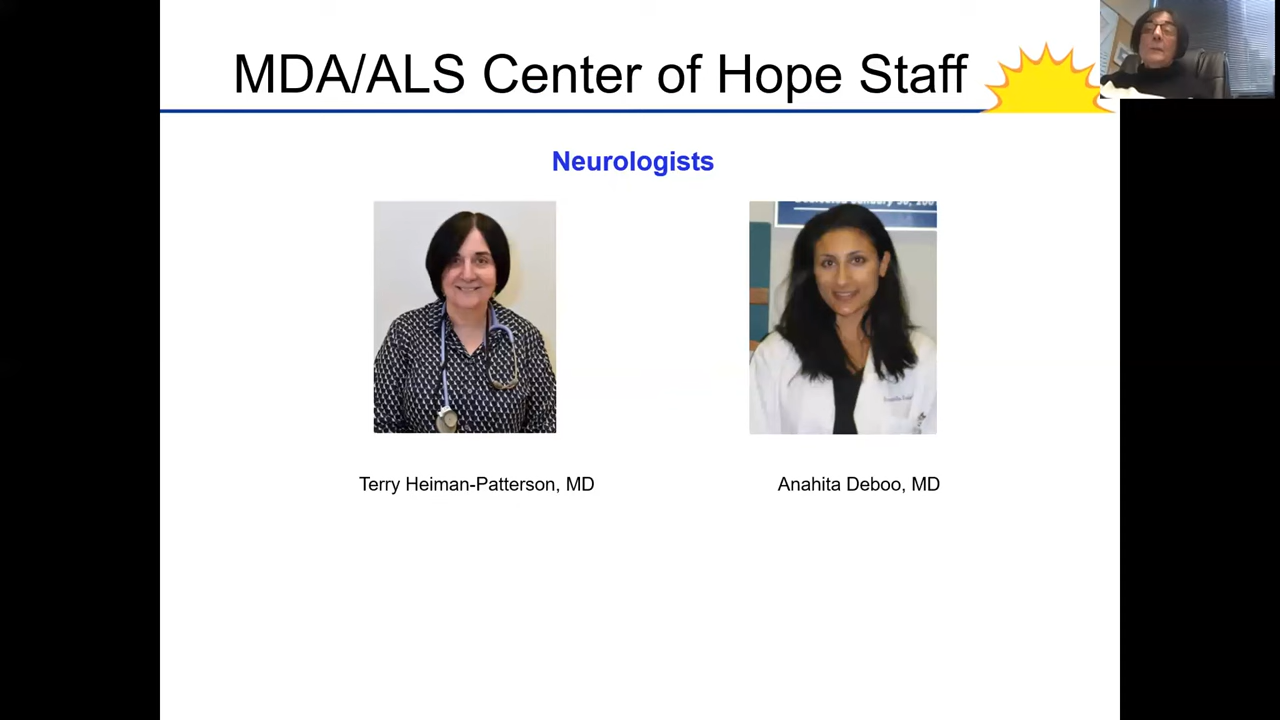 MDA/ALS Center of Hope Staff
Neurologists
Terry Heiman-Patterson, MD
Anahita Deboo, MD